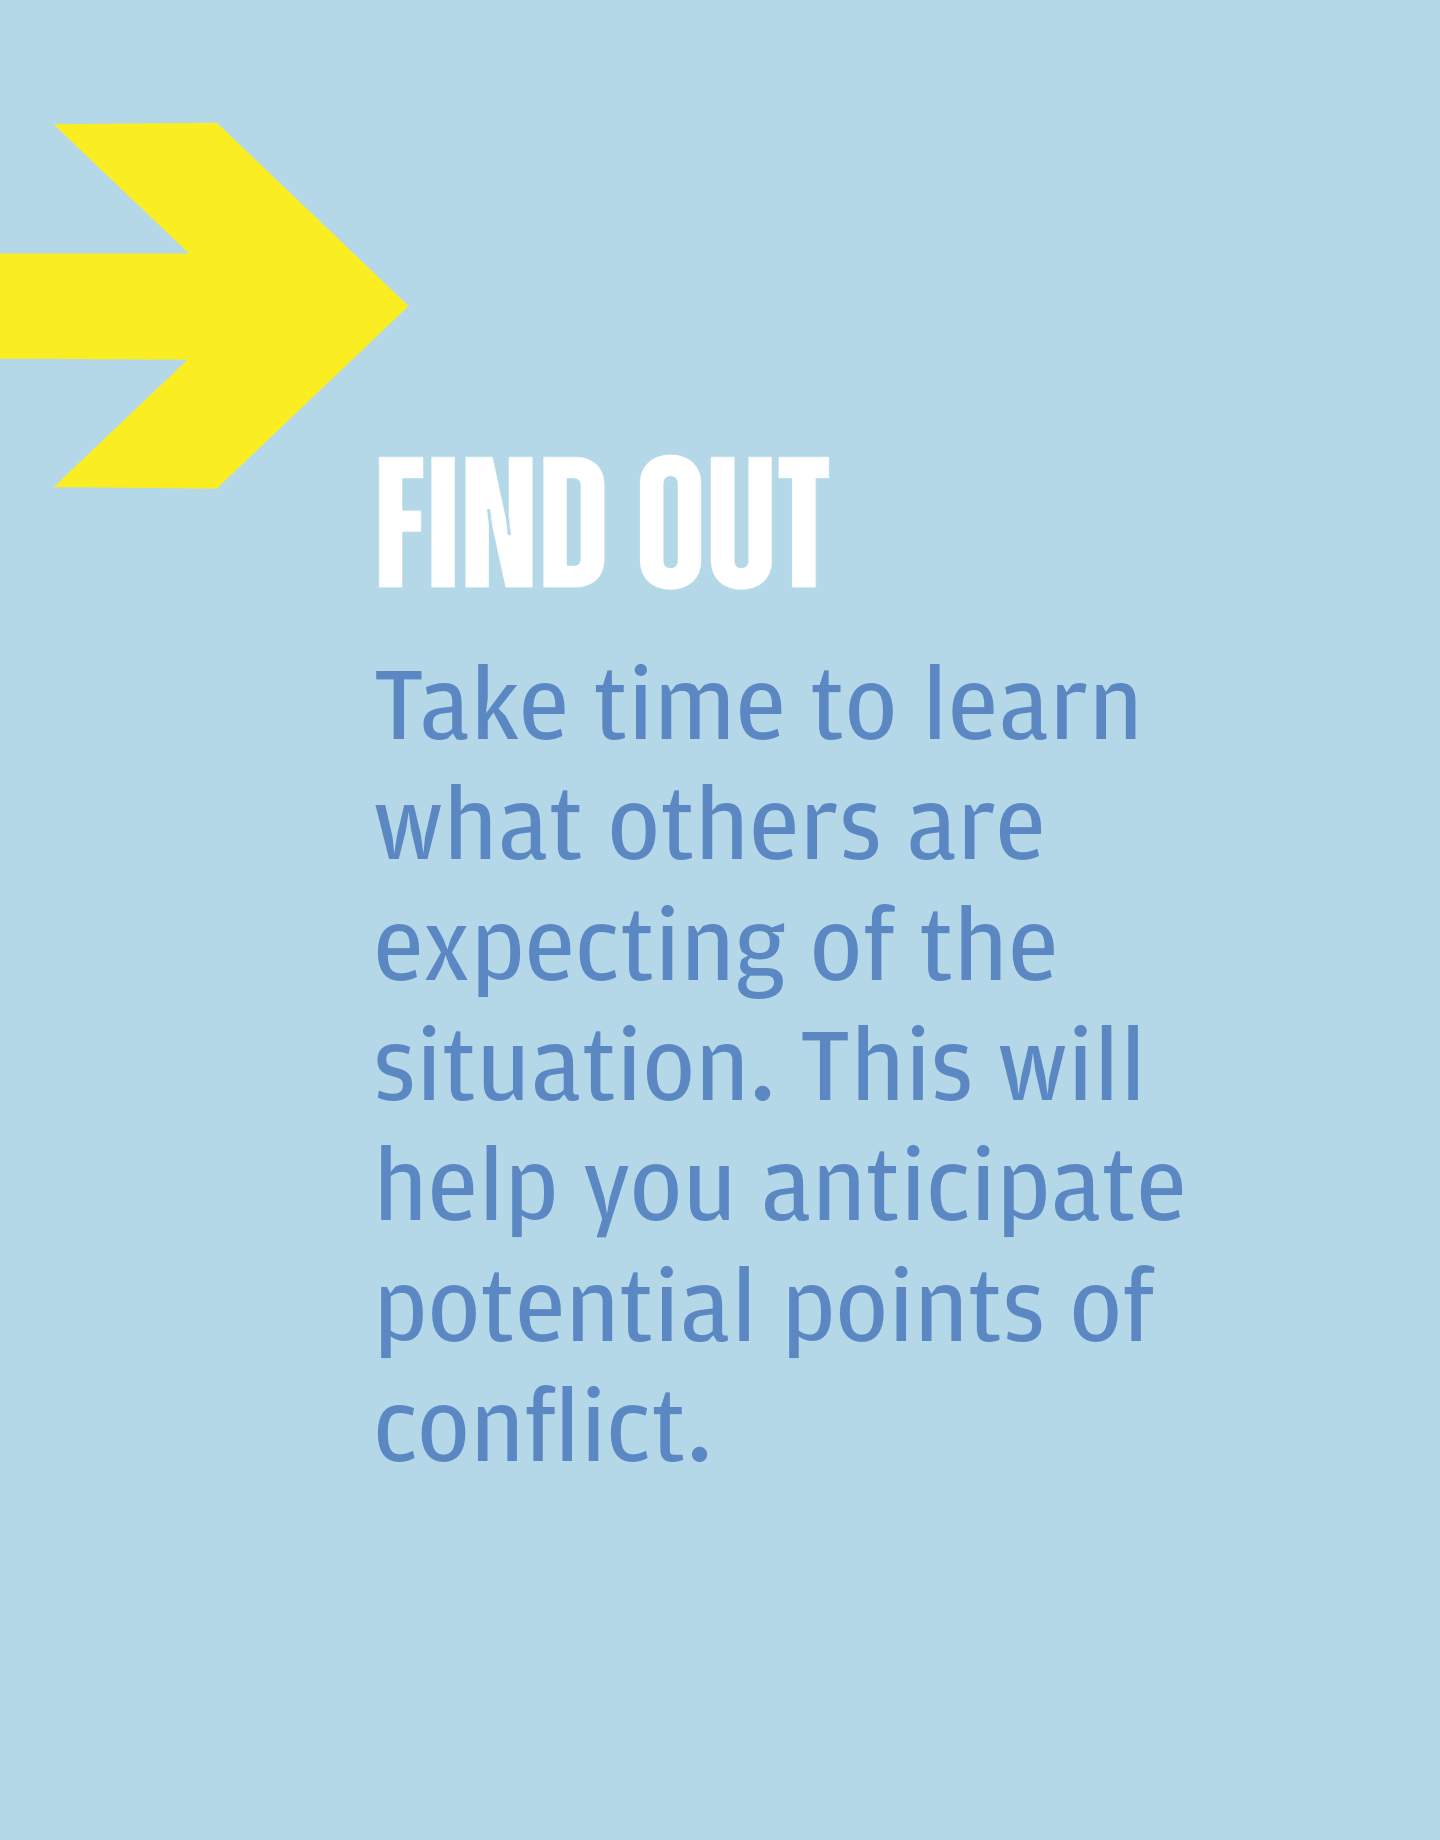 FIND OUT
Take time to learn
what others are
expecting of the
situation. This will
help you anticipate
potential points of
conflict.